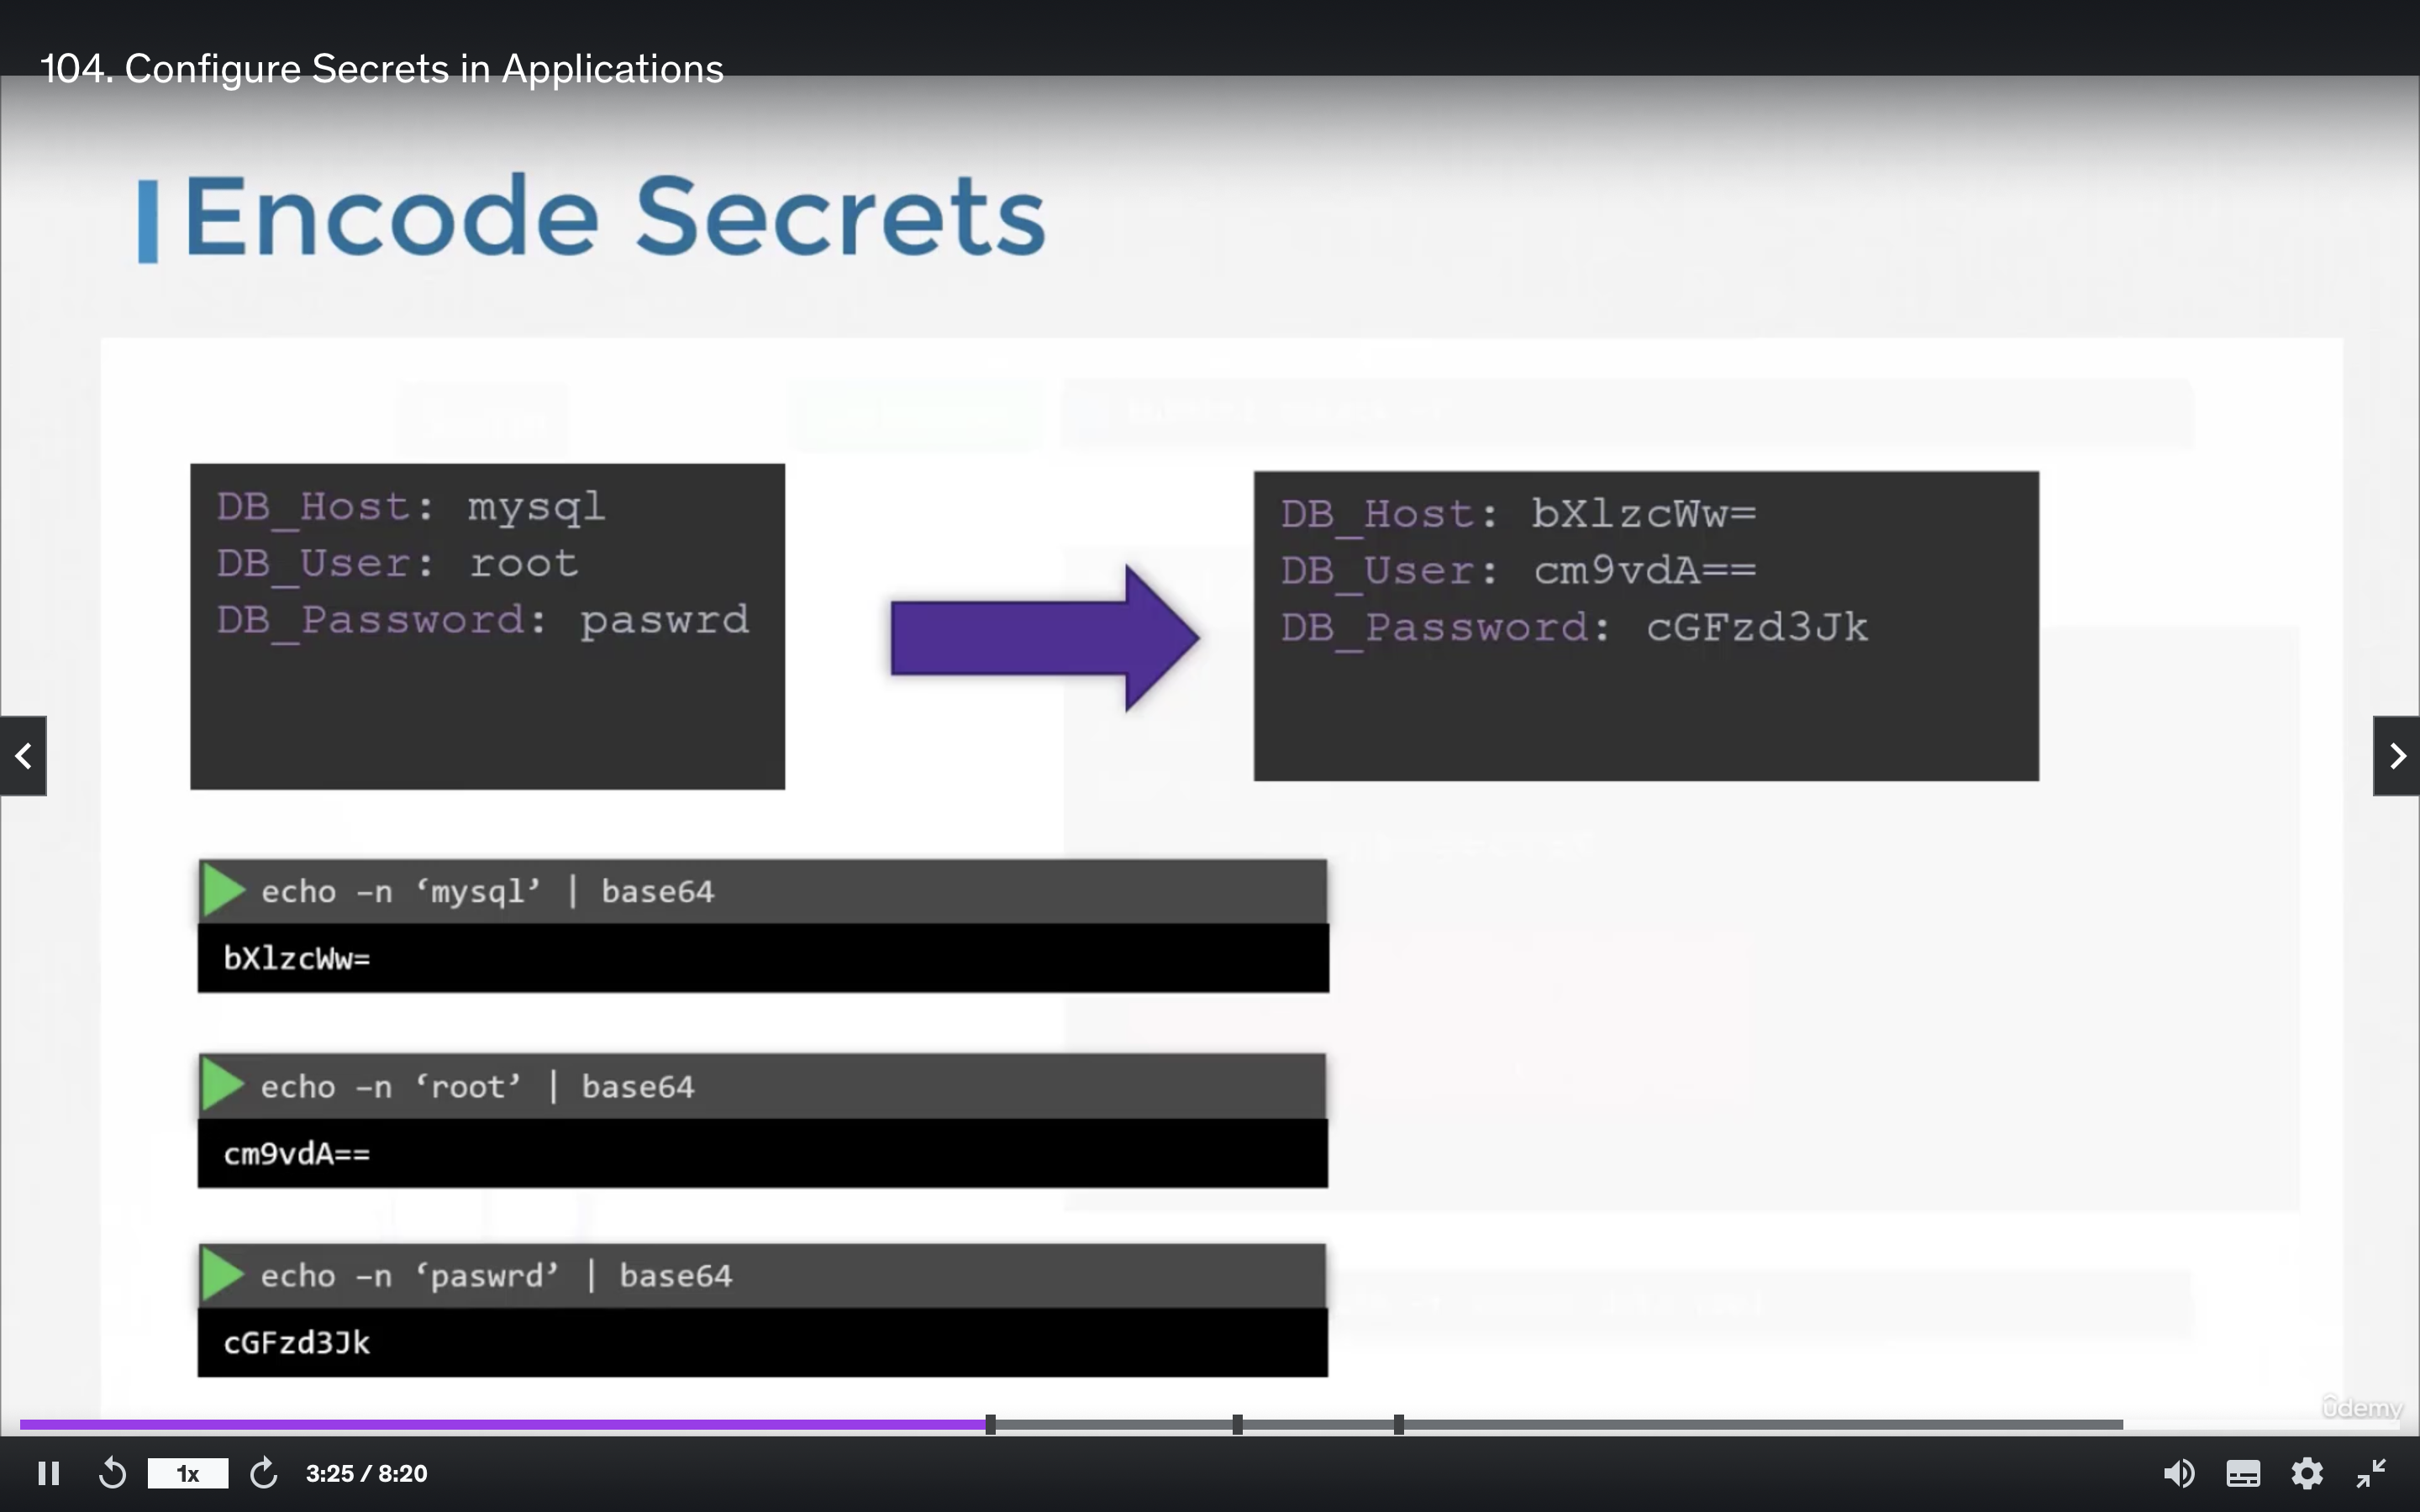 104. Configure Secrets in Applications
Encode Secrets
DB_Host: mysql
DB_User: root
DB_Password: paswrd
DB_Host: bXlzcWw=
DB_User: cm9vdA==
DB_Password: cGFzd3Jk
echo –n ‘mysql’ | base64
bXlzcWw=
echo –n ‘root’ | base64
cm9vdA==
echo –n ‘paswrd’ | base64
cGFzd3Jk
ûdemy
1x
3:25 / 8:20